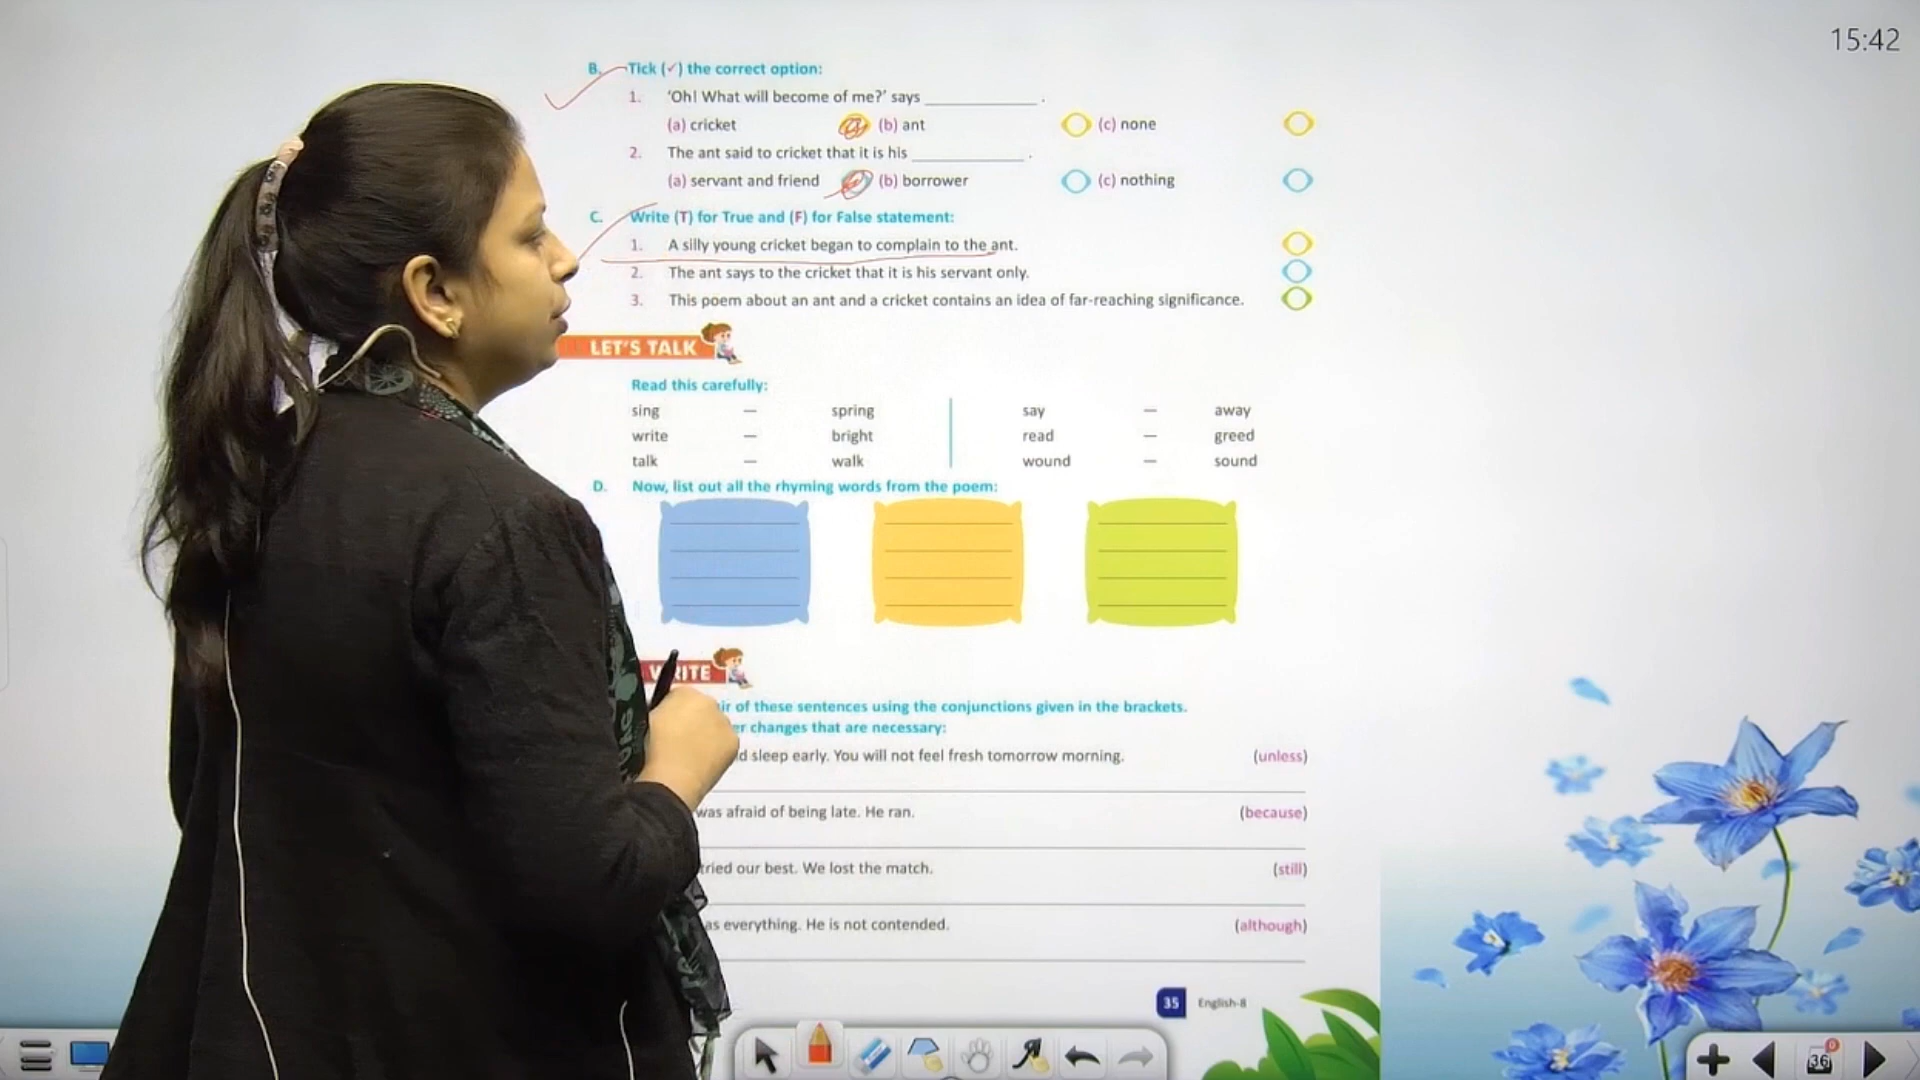 15:42
B. Tick (✓) the correct option:
1. ‘Oh! What will become of me?’ says ____________ .
(a) cricket (b) ant (c) none
2. The ant said to cricket that it is his ____________ .
(a) servant and friend (b) borrower (c) nothing
C. Write (T) for True and (F) for False statement:
1. A silly young cricket began to complain to the ant.
2. The ant says to the cricket that it is his servant only.
3. This poem about an ant and a cricket contains an idea of far-reaching significance.
LET'S TALK
Read this carefully:
sing — spring say — away
write — bright read — greed
talk — walk wound — sound
D. Now, list out all the rhyming words from the poem:
WRITE
of these sentences using the conjunctions given in the brackets.
changes that are necessary:
sleep early. You will not feel fresh tomorrow morning. (unless)
was afraid of being late. He ran. (because)
tried our best. We lost the match. (still)
everything. He is not contended. (although)
35 English-8
36
0